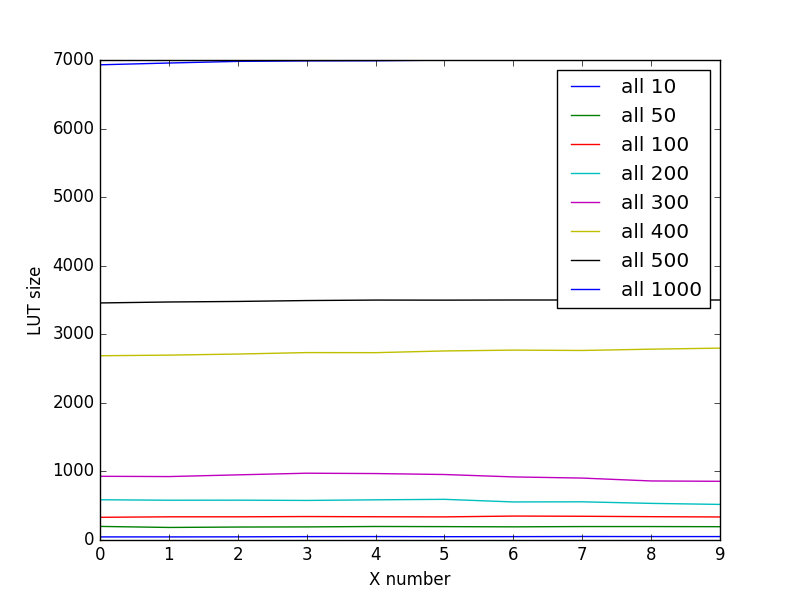 7000
6000
5000
4000
3000
2000
1000
0
LUT size
all 10
all 50
all 100
all 200
all 300
all 400
all 500
all 1000
0 1 2 3 4 5 6 7 8 9
X number